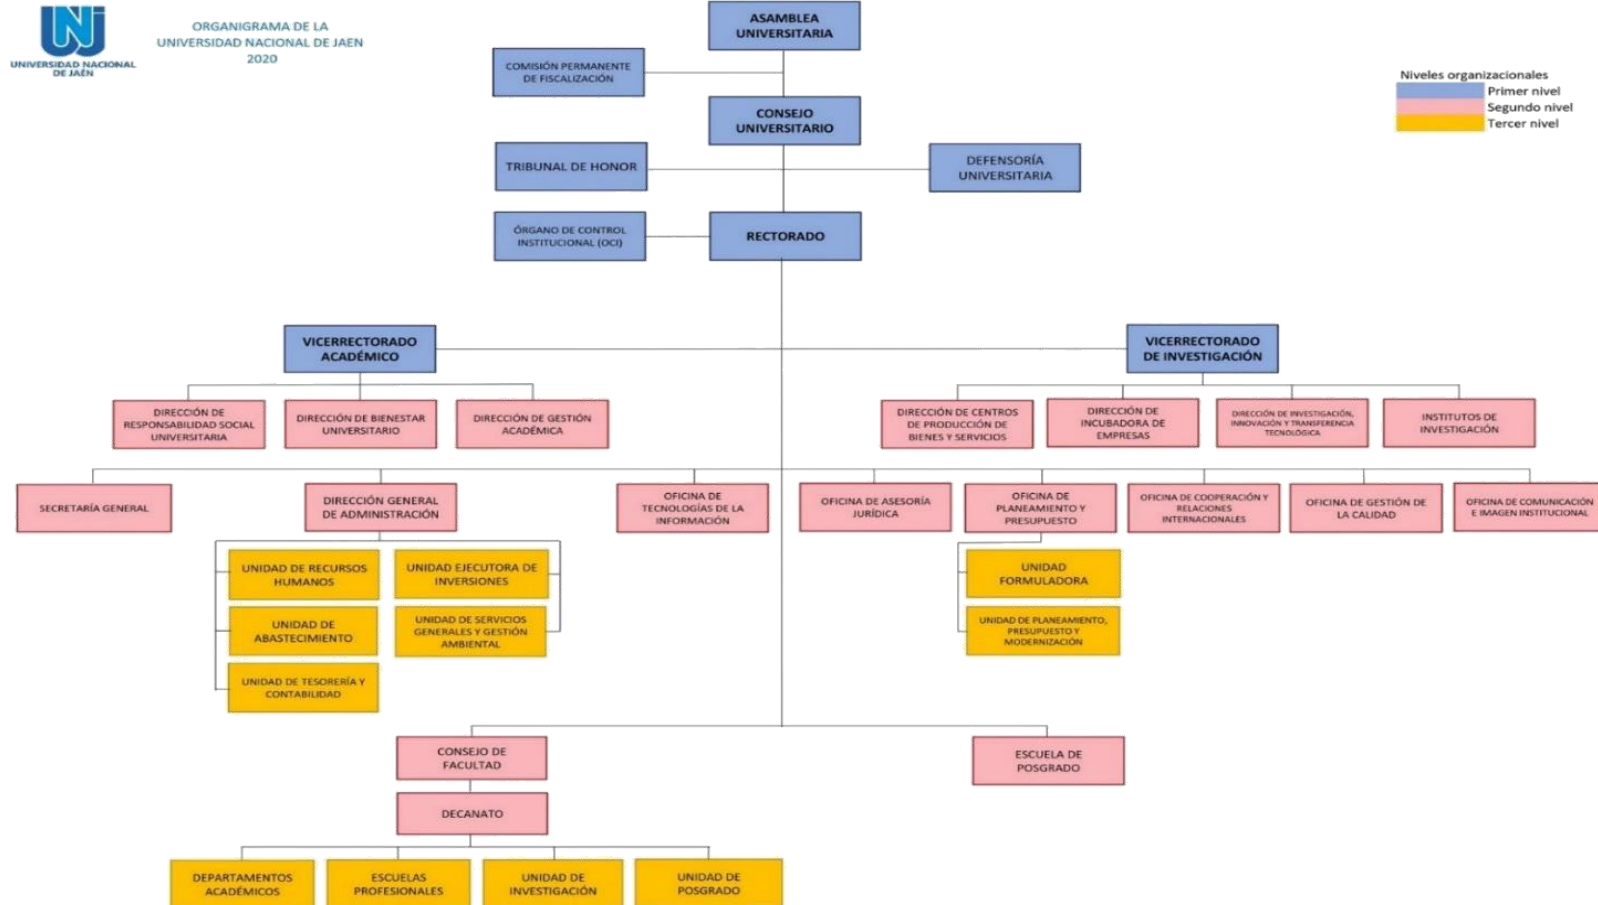 UNJ
UNIVERSIDAD NACIONAL
DE JAÉN
ORGANIGRAMA DE LA
UNIVERSIDAD NACIONAL DE JAEN
2020
Niveles organizacionales
Primer nivel
Segundo nivel
Tercer nivel
ASAMBLEA
UNIVERSITARIA
COMISIÓN PERMANENTE
DE FISCALIZACIÓN
CONSEJO
UNIVERSITARIO
TRIBUNAL DE HONOR
DEFENSORÍA
UNIVERSITARIA
ÓRGANO DE CONTROL
INSTITUCIONAL (OCI)
RECTORADO
VICERRECTORADO
ACADÉMICO
VICERRECTORADO
DE INVESTIGACIÓN
DIRECCIÓN DE
RESPONSABILIDAD SOCIAL
UNIVERSITARIA
DIRECCIÓN DE BIENESTAR
UNIVERSITARIO
DIRECCIÓN DE GESTIÓN
ACADÉMICA
DIRECCIÓN DE CENTROS
DE PRODUCCIÓN DE
BIENES Y SERVICIOS
DIRECCIÓN DE
INCUBADORA DE
EMPRESAS
DIRECCIÓN DE INVESTIGACIÓN,
INNOVACIÓN Y TRANSFERENCIA
TECNOLÓGICA
INSTITUTOS DE
INVESTIGACIÓN
SECRETARÍA GENERAL
DIRECCIÓN GENERAL
DE ADMINISTRACIÓN
OFICINA DE
TECNOLOGÍAS DE LA
INFORMACIÓN
OFICINA DE ASESORÍA
JURÍDICA
OFICINA DE
PLANEAMIENTO Y
PRESUPUESTO
OFICINA DE COOPERACIÓN Y
RELACIONES
INTERNACIONALES
OFICINA DE GESTIÓN DE
LA CALIDAD
OFICINA DE COMUNICACIÓN
E IMAGEN INSTITUCIONAL
UNIDAD DE RECURSOS
HUMANOS
UNIDAD EJECUTORA DE
INVERSIONES
UNIDAD DE
ABASTECIMIENTO
UNIDAD DE SERVICIOS
GENERALES Y GESTIÓN
AMBIENTAL
UNIDAD DE TESORERÍA Y
CONTABILIDAD
UNIDAD
FORMULADORA
UNIDAD DE PLANEAMIENTO,
PRESUPUESTO Y
MODERNIZACIÓN
CONSEJO DE
FACULTAD
ESCUELA DE
POSGRADO
DECANATO
DEPARTAMENTOS
ACADÉMICOS
ESCUELAS
PROFESIONALES
UNIDAD DE
INVESTIGACIÓN
UNIDAD DE
POSGRADO